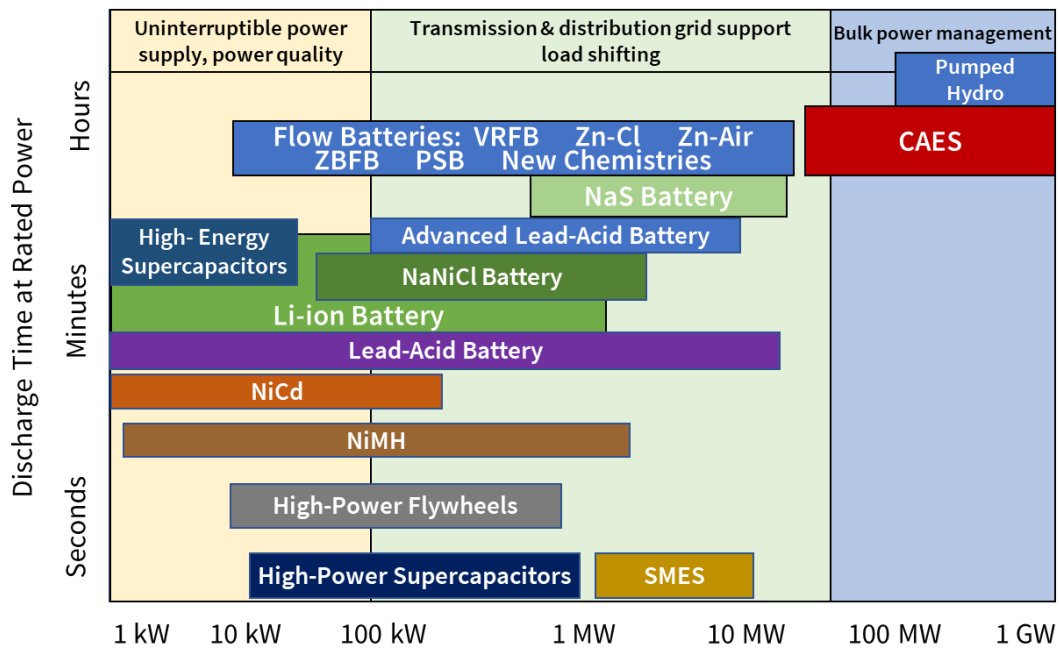 Uninterruptible power
supply, power quality
Transmission & distribution grid support
load shifting
Bulk power management
Pumped
Hydro
CAES
Flow Batteries: VRFB Zn-Cl Zn-Air
ZBFB PSB New Chemistries
NaS Battery
High- Energy
Supercapacitors
Advanced Lead-Acid Battery
NaNiCl Battery
Li-ion Battery
Lead-Acid Battery
NiCd
NiMH
High-Power Flywheels
High-Power Supercapacitors
SMES
Discharge Time at Rated Power
Hours
Minutes
Seconds
1 kW 10 kW 100 kW 1 MW 10 MW 100 MW 1 GW